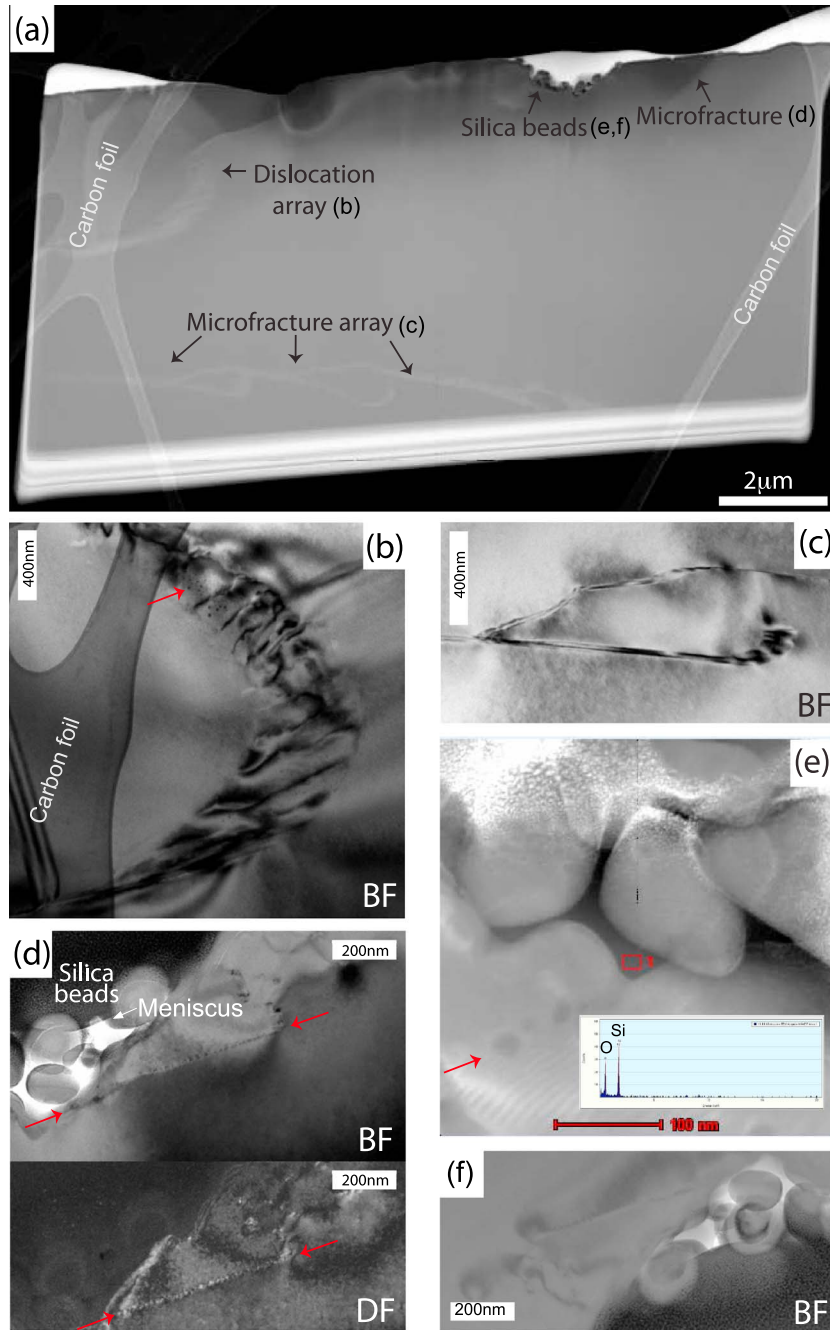 (a)
Silica beads (e,f)
Microfracture (d)
Dislocation
array (b)
Carbon foil
Carbon foil
Microfracture array (c)
2μm
(b)
400nm
Carbon foil
BF
(c)
400nm
BF
(d)
200nm
Silica
beads
Meniscus
BF
200nm
DF
(e)
i
1
Si
O
100 nm
(f)
200nm
BF